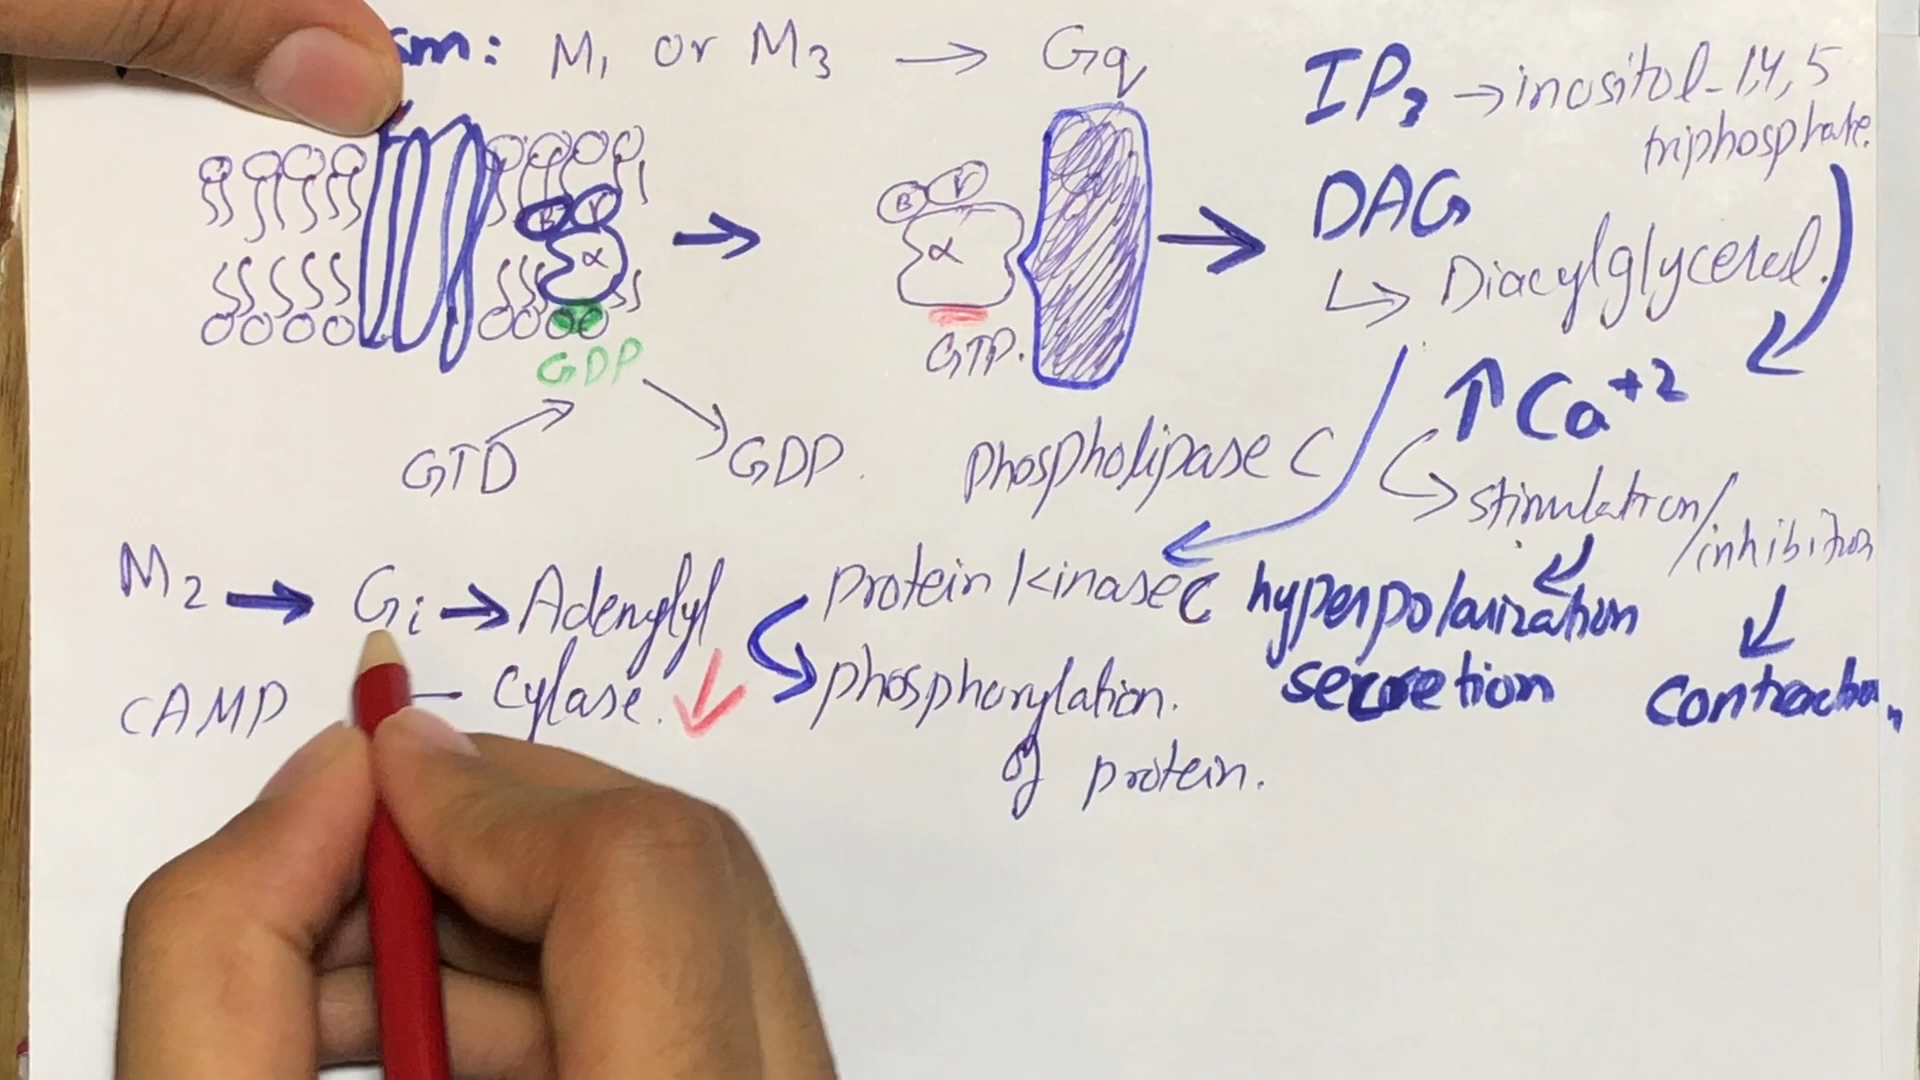 sm: M1 or M3 → Gq
IP3 → inositol-1,4,5
triphosphate.
DAG
↳ Diacylglycerol.
B γ
α
B γ
α
GDP
GTP.
GTD
GDP.
Phospholipase C
↑ Ca+2
↳ stimulation/inhibition
M2 → Gi → Adenylyl
cylase.
cAMP
protein kinase C
phosphorylation.
of protein.
hyperpolarization
secretion
contraction